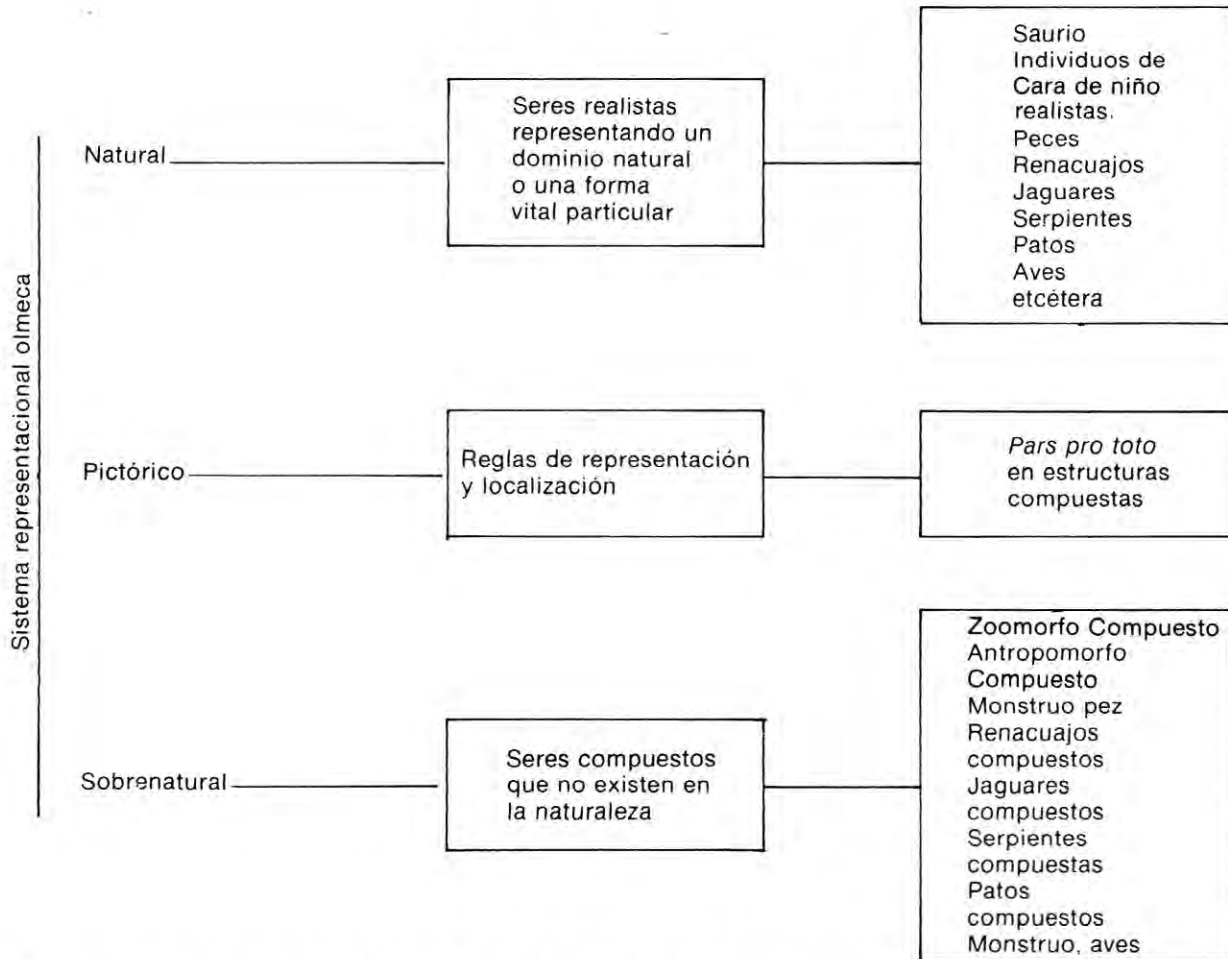 Sistema representacional olmeca
Natural
Seres realistas
representando un
dominio natural
o una forma
vital particular
Saurio
Individuos de
Cara de niño
realistas.
Peces
Renacuajos
Jaguares
Serpientes
Patos
Aves
etcétera
Pictórico
Reglas de representación
y localización
Pars pro toto
en estructuras
compuestas
Sobrenatural
Seres compuestos
que no existen en
la naturaleza
Zoomorfo Compuesto
Antropomorfo
Compuesto
Monstruo pez
Renacuajos
compuestos
Jaguares
compuestos
Serpientes
compuestas
Patos
compuestos
Monstruo, aves